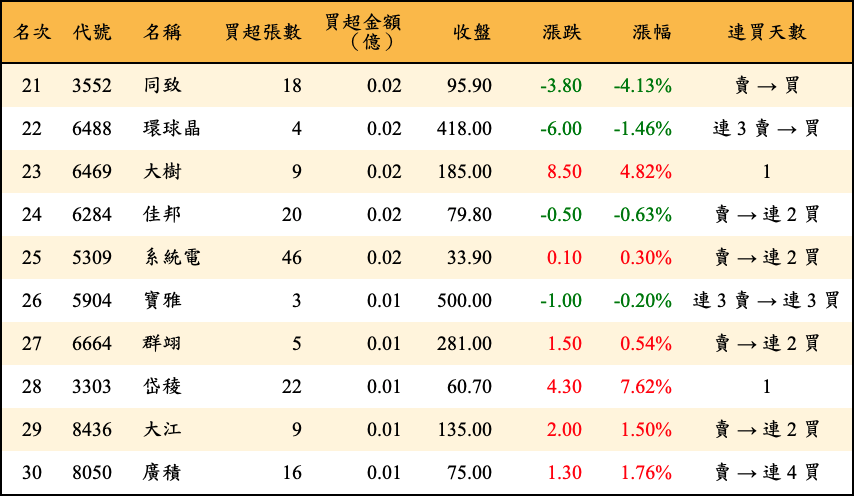 名次 代號 名稱 買超張數 買超金額（億） 收盤 漲跌 漲幅 連買天數
21 3552 同致 18 0.02 95.90 -3.80 -4.13% 賣 → 買
22 6488 環球晶 4 0.02 418.00 -6.00 -1.46% 連 3 賣 → 買
23 6469 大樹 9 0.02 185.00 8.50 4.82% 1
24 6284 佳邦 20 0.02 79.80 -0.50 -0.63% 賣 → 連 2 買
25 5309 系統電 46 0.02 33.90 0.10 0.30% 賣 → 連 2 買
26 5904 寶雅 3 0.01 500.00 -1.00 -0.20% 連 3 賣 → 連 3 買
27 6664 群翊 5 0.01 281.00 1.50 0.54% 賣 → 連 2 買
28 3303 岱稜 22 0.01 60.70 4.30 7.62% 1
29 8436 大江 9 0.01 135.00 2.00 1.50% 賣 → 連 2 買
30 8050 廣積 16 0.01 75.00 1.30 1.76% 賣 → 連 4 買